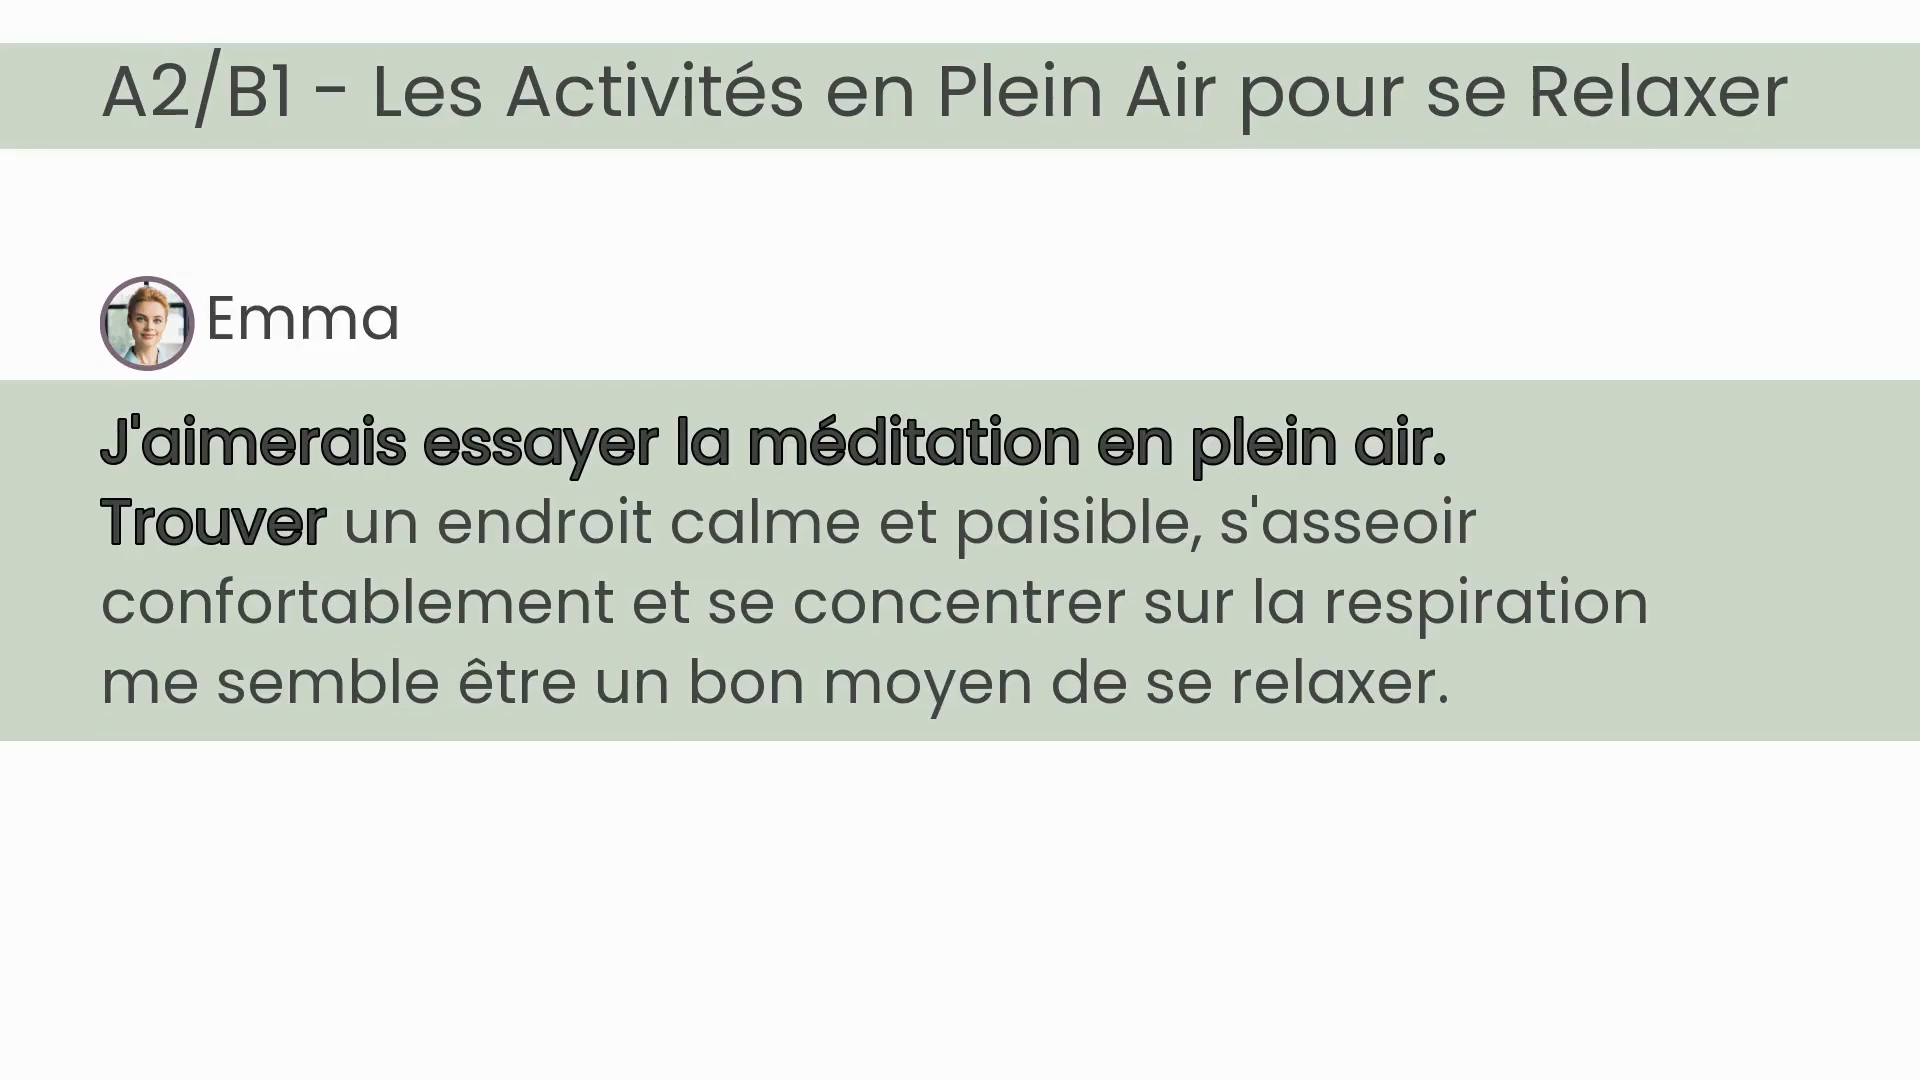 A2/B1 - Les Activités en Plein Air pour se Relaxer
Emma
J'aimerais essayer la méditation en plein air.
Trouver un endroit calme et paisible, s'asseoir
confortablement et se concentrer sur la respiration
me semble être un bon moyen de se relaxer.